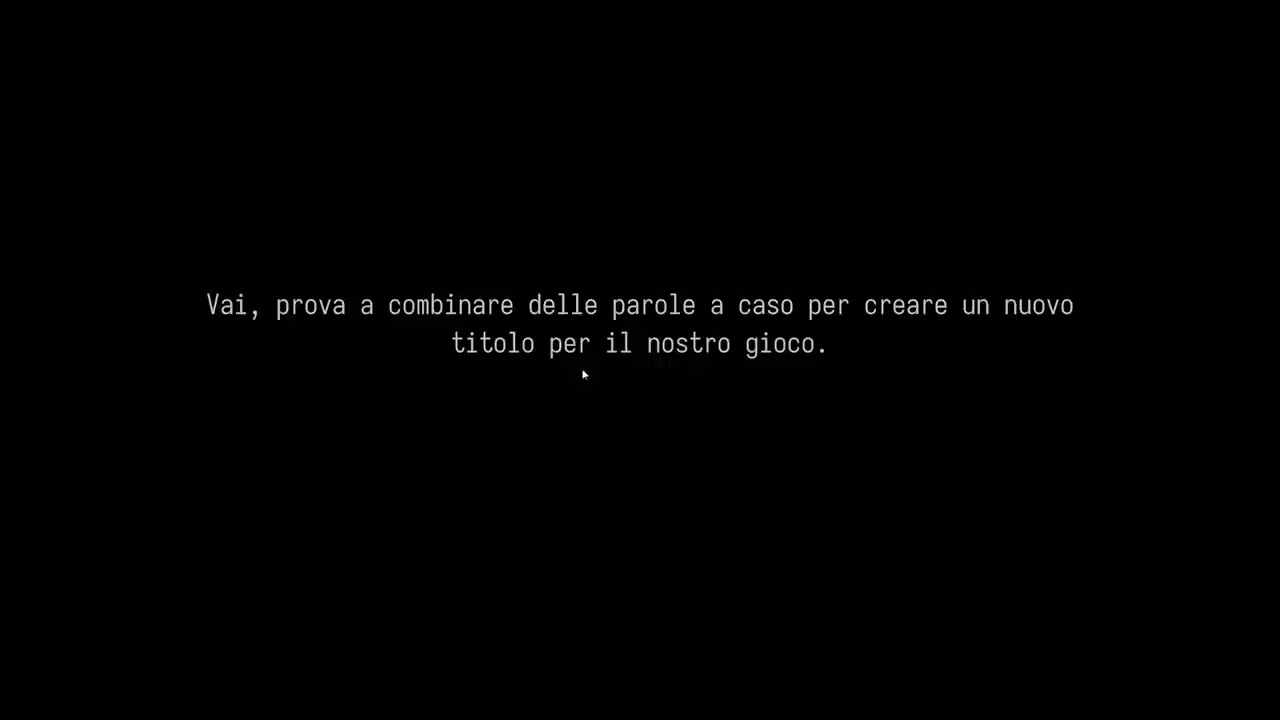 Vai, prova a combinare delle parole a caso per creare un nuovo
titolo per il nostro gioco.